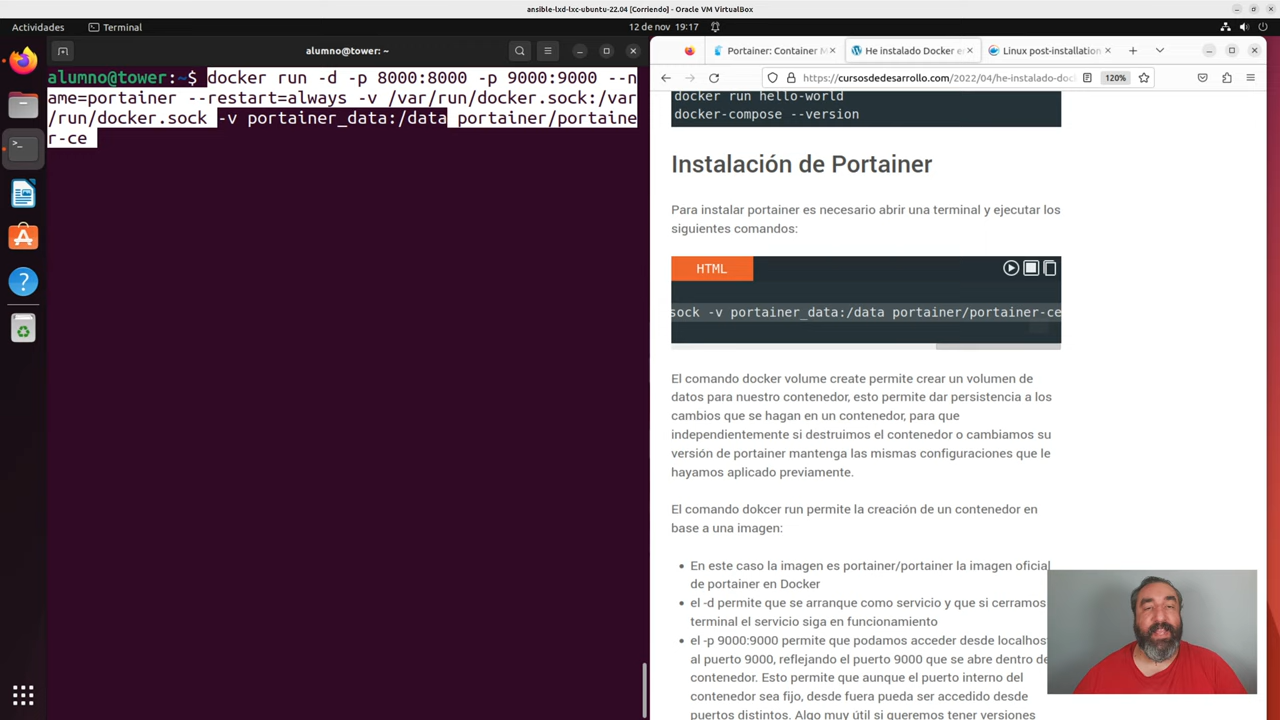 ansible-lxd-lxc-ubuntu-22.04 [Corriendo] - Oracle VM VirtualBox
Actividades
Terminal
12 de nov 19:17
alumno@tower: ~
alumno@tower:~$ docker run -d -p 8000:8000 -p 9000:9000 --n
ame=portainer --restart=always -v /var/run/docker.sock:/var
/run/docker.sock -v portainer_data:/data portainer/portaine
r-ce
Portainer: Container M
He instalado Docker e
Linux post-installation
https://cursosdedesarrollo.com/2022/04/he-instalado-doc
120%
docker run hello-world
docker-compose --version
Instalación de Portainer
Para instalar portainer es necesario abrir una terminal y ejecutar los
siguientes comandos:
HTML
sock -v portainer_data:/data portainer/portainer-ce
El comando docker volume create permite crear un volumen de
datos para nuestro contenedor, esto permite dar persistencia a los
cambios que se hagan en un contenedor, para que
independientemente si destruimos el contenedor o cambiamos su
versión de portainer mantenga las mismas configuraciones que le
hayamos aplicado previamente.
El comando dokcer run permite la creación de un contenedor en
base a una imagen:
En este caso la imagen es portainer/portainer la imagen oficial
de portainer en Docker
el -d permite que se arranque como servicio y que si cerramos
terminal el servicio siga en funcionamiento
el -p 9000:9000 permite que podamos acceder desde localhos
al puerto 9000, reflejando el puerto 9000 que se abre dentro de
contenedor. Esto permite que aunque el puerto interno del
contenedor sea fijo, desde fuera pueda ser accedido desde
puertos distintos. Algo muy útil si queremos tener versiones